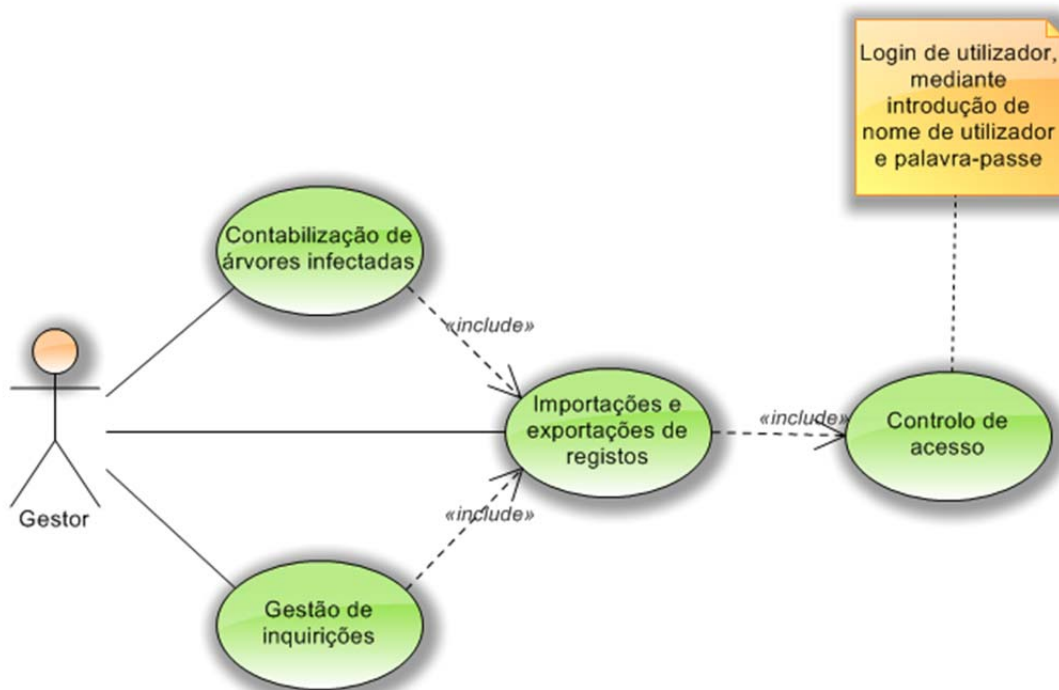 Login de utilizador,
mediante
introdução de
nome de utilizador
e palavra-passe
Contabilização de
árvores infectadas
«include»
Gestor
Importações e
exportações de
registos
«include»
Controlo de
acesso
«include»
Gestão de
inquirições